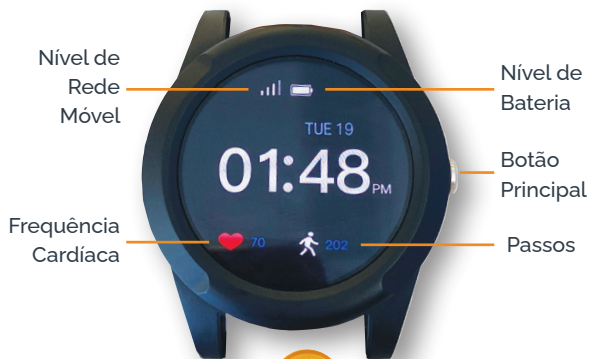 Nível de
Rede
Móvel
Nível de
Bateria
TUE 19
01:48 PM
Botão
Principal
Frequência
Cardíaca
70
202
Passos